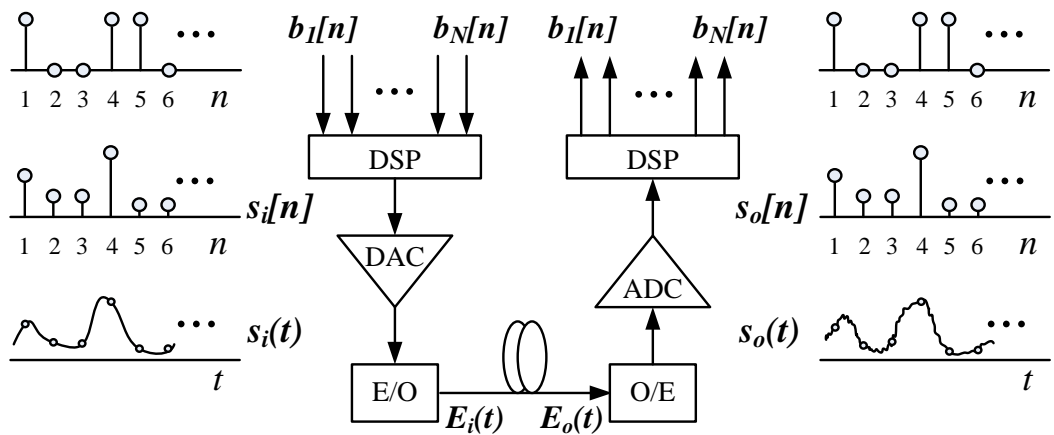 b1[n] bN[n] b1[n] bN[n]
1 2 3 4 5 6 n
1 2 3 4 5 6 n
DSP
DSP
si[n]
so[n]
1 2 3 4 5 6 n
1 2 3 4 5 6 n
DAC
ADC
si(t)
so(t)
t
t
E/O
O/E
Ei(t) Eo(t)